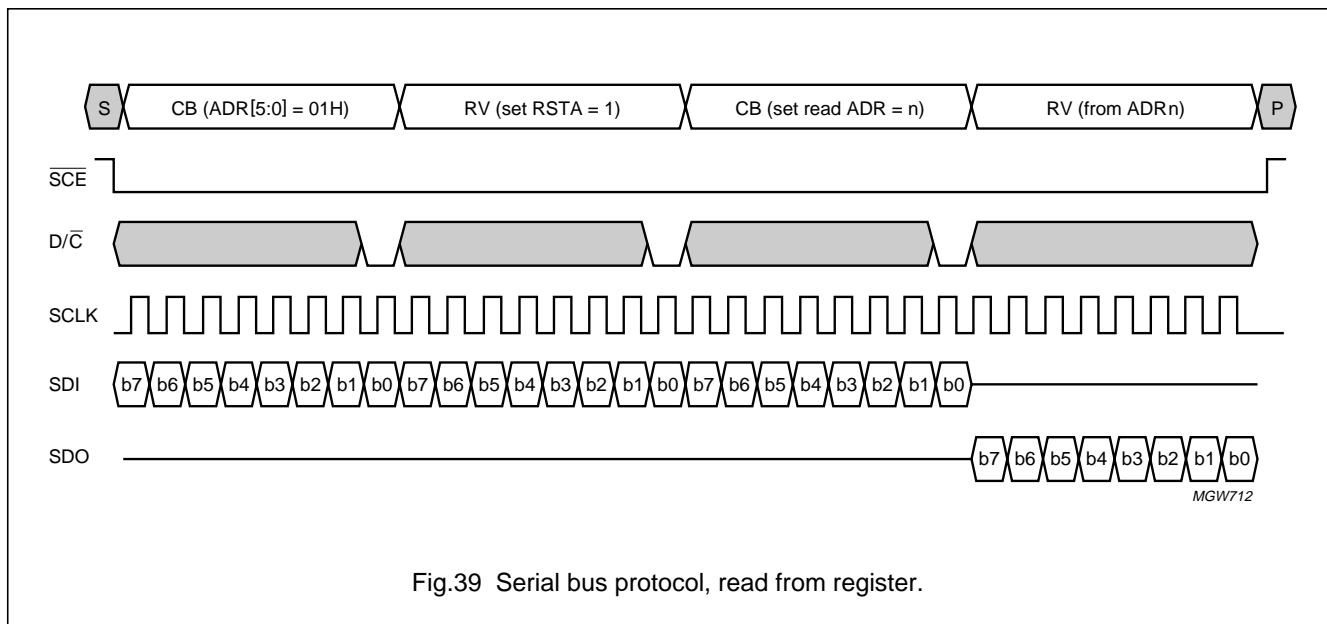 S CB (ADR[5:0] = 01H) RV (set RSTA = 1) CB (set read ADR = n) RV (from ADRn) P
S̅C̅E̅
D/C̅
SCLK
SDI b7 b6 b5 b4 b3 b2 b1 b0 b7 b6 b5 b4 b3 b2 b1 b0 b7 b6 b5 b4 b3 b2 b1 b0
SDO b7 b6 b5 b4 b3 b2 b1 b0
MGW712
Fig.39 Serial bus protocol, read from register.